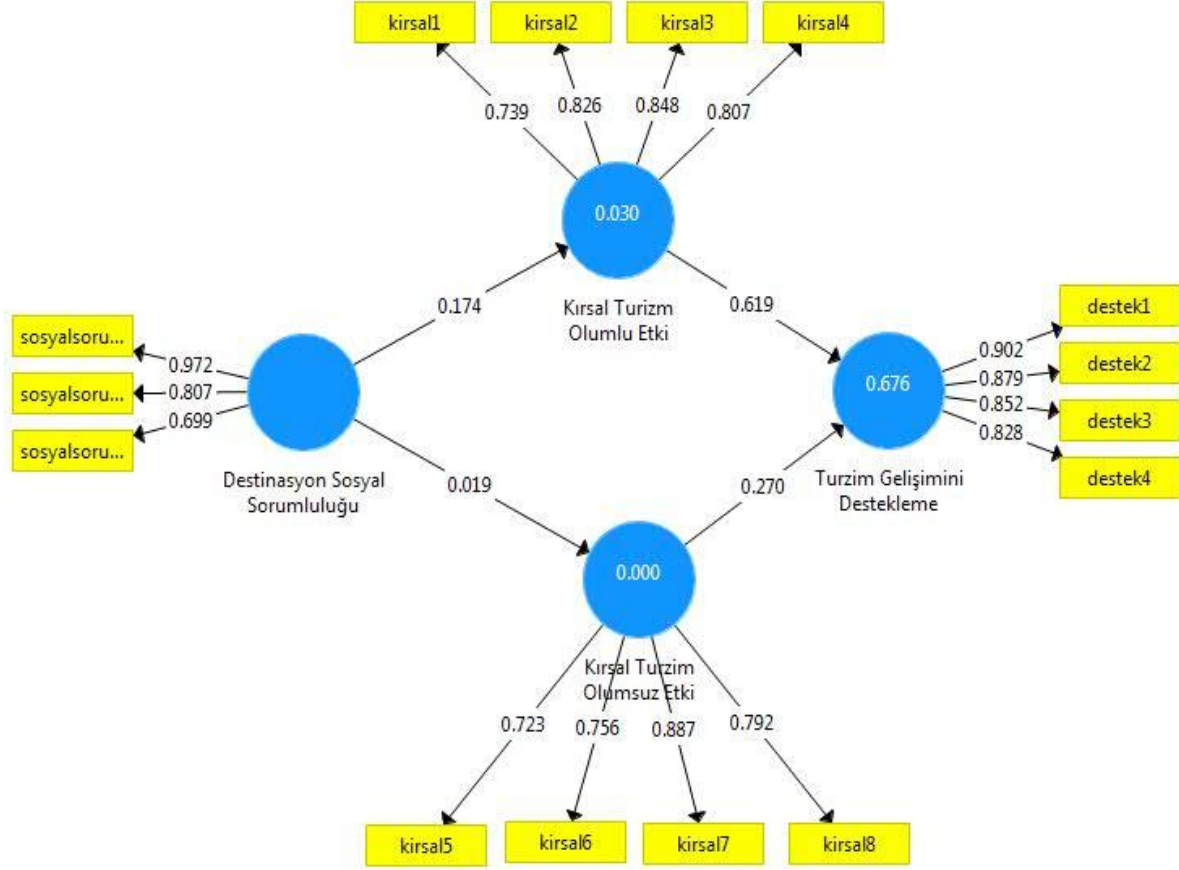 kirsal1
kirsal2
kirsal3
kirsal4
0.739
0.826
0.848
0.807
0.030
Kırsal Turizm
Olumlu Etki
0.174
0.619
sosyalsoru...
sosyalsoru...
sosyalsoru...
0.972
0.807
0.699
Destinasyon Sosyal
Sorumluluğu
0.676
Turzim Gelişimini
Destekleme
0.902
0.879
0.852
0.828
destek1
destek2
destek3
destek4
0.019
0.270
0.000
Kırsal Turzim
Olumsuz Etki
0.723
0.756
0.887
0.792
kirsal5
kirsal6
kirsal7
kirsal8